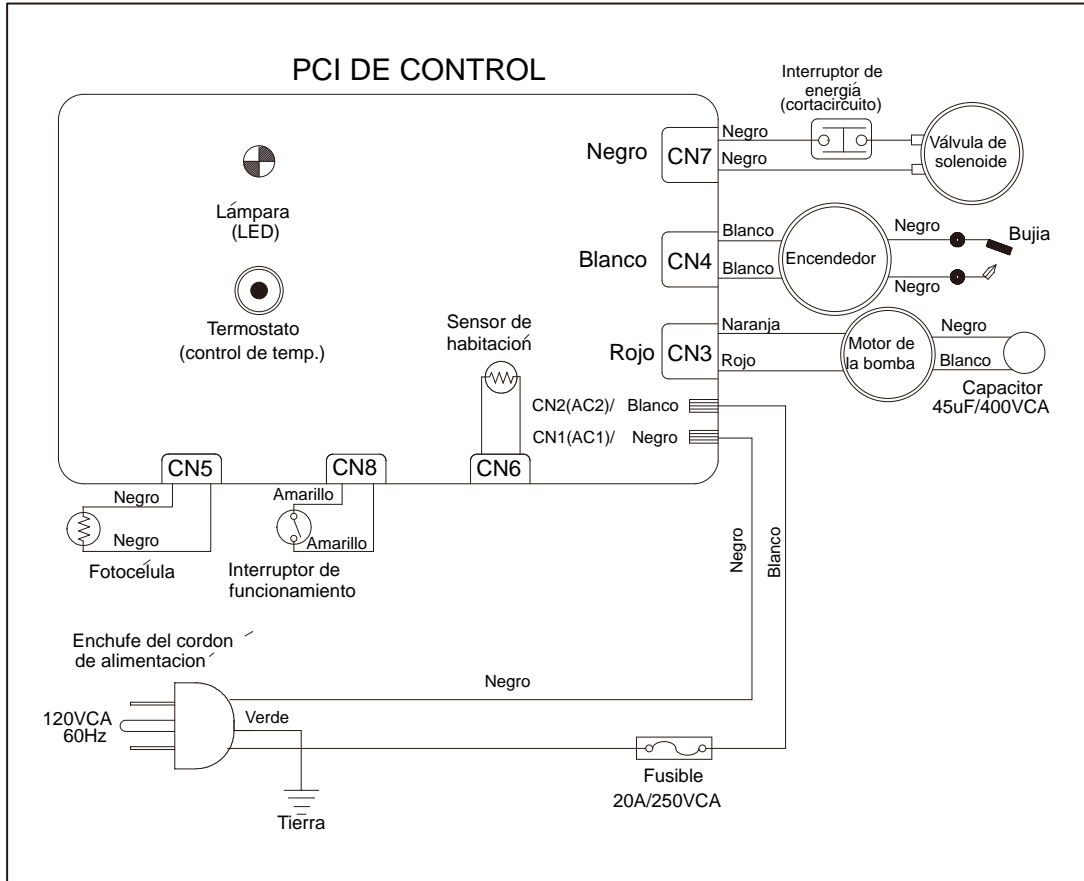 PCI DE CONTROL
Interruptor de
energía
(cortacircuito)
Negro
CN7
Negro
Negro
Válvula de
solenoide
Lámpara
(LED)
Blanco
CN4
Blanco
Blanco
Encendedor
Negro
Negro
Bujia
Termostato
(control de temp.)
Sensor de
habitación
Rojo
CN3
Naranja
Rojo
Motor de
la bomba
Negro
Blanco
Capacitor
45uF/400VCA
CN2(AC2)/ Blanco
CN1(AC1)/ Negro
CN5
CN8
CN6
Negro
Negro
Fotocélula
Amarillo
Amarillo
Interruptor de
funcionamiento
Negro
Blanco
Enchufe del cordon
de alimentacion
Negro
120VCA
60Hz
Verde
Tierra
Fusible
20A/250VCA